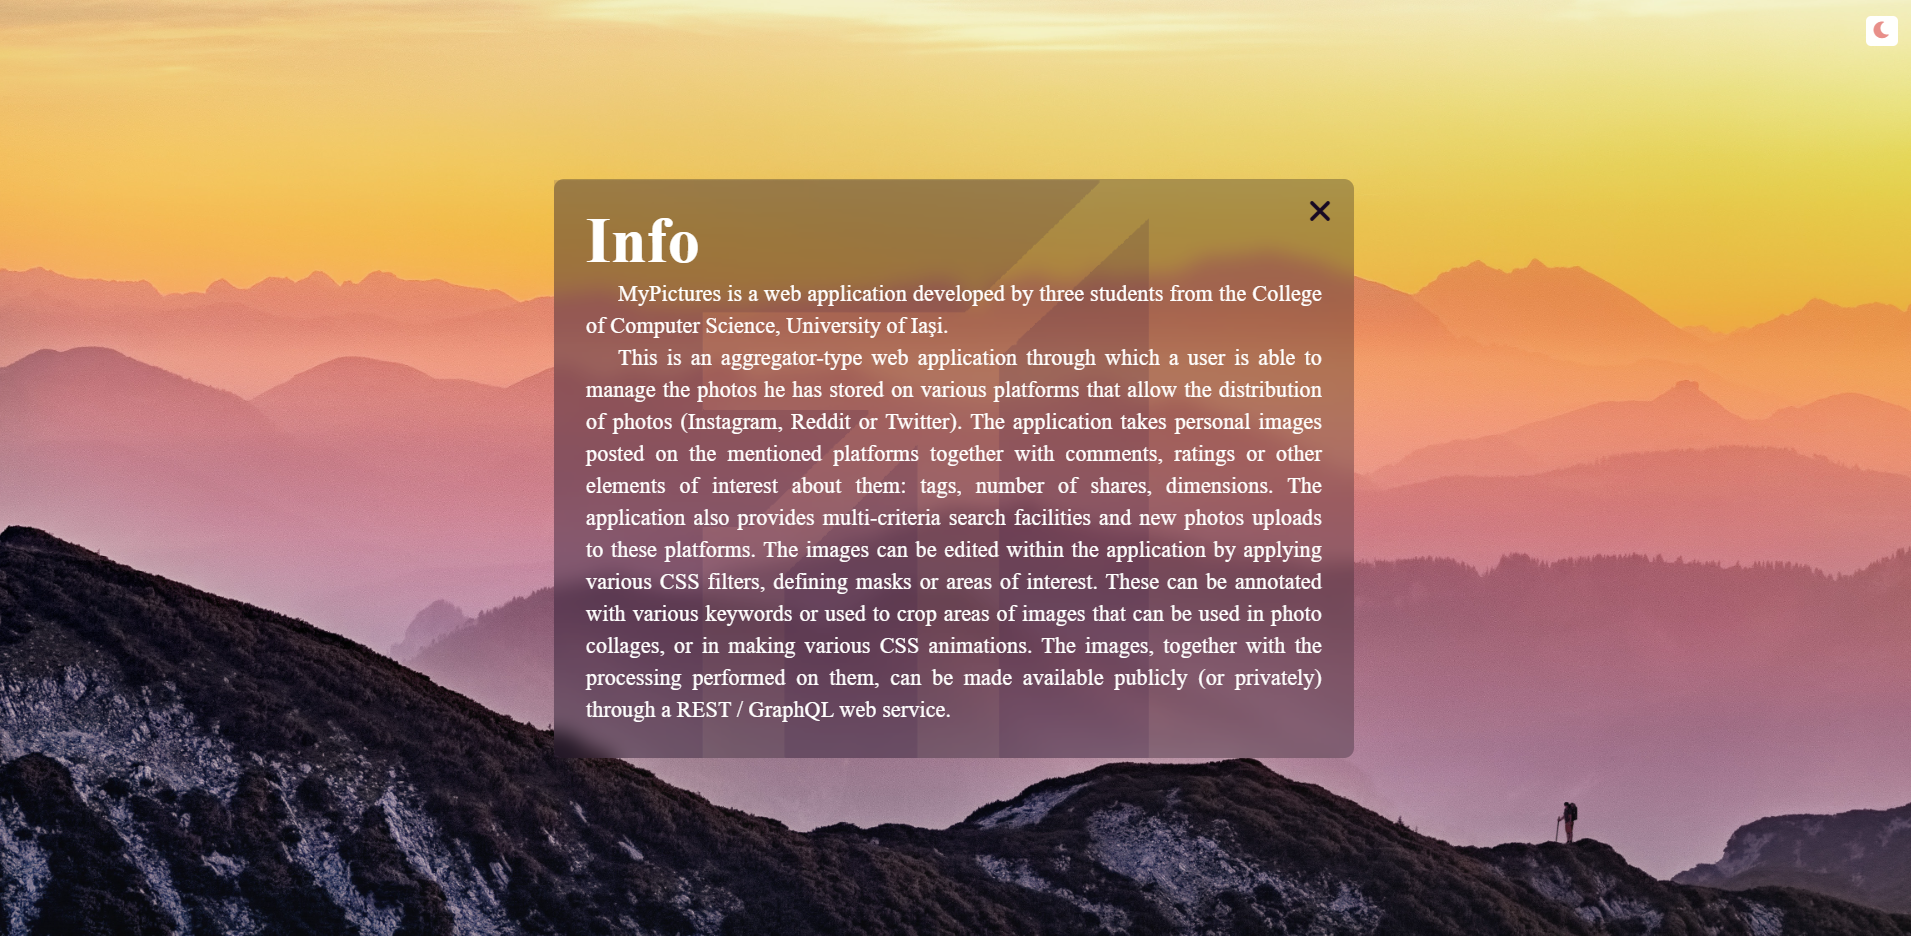 Info
MyPictures is a web application developed by three students from the College
of Computer Science, University of Iași.
This is an aggregator-type web application through which a user is able to
manage the photos he has stored on various platforms that allow the distribution
of photos (Instagram, Reddit or Twitter). The application takes personal images
posted on the mentioned platforms together with comments, ratings or other
elements of interest about them: tags, number of shares, dimensions. The
application also provides multi-criteria search facilities and new photos uploads
to these platforms. The images can be edited within the application by applying
various CSS filters, defining masks or areas of interest. These can be annotated
with various keywords or used to crop areas of images that can be used in photo
collages, or in making various CSS animations. The images, together with the
processing performed on them, can be made available publicly (or privately)
through a REST / GraphQL web service.